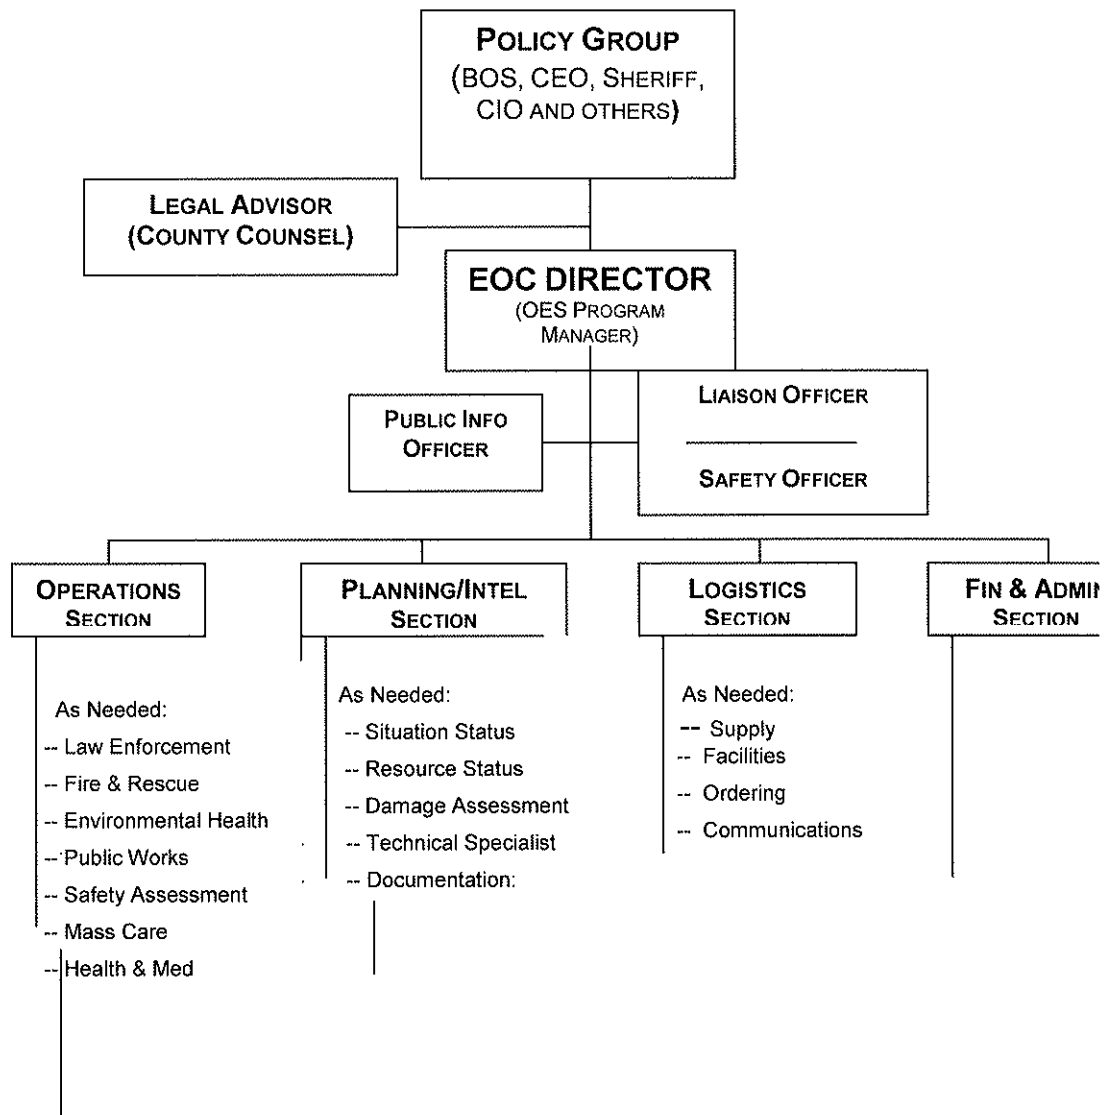 POLICY GROUP
(BOS, CEO, SHERIFF,
CIO AND OTHERS)
LEGAL ADVISOR
(COUNTY COUNSEL)
EOC DIRECTOR
(OES PROGRAM
MANAGER)
PUBLIC INFO
OFFICER
LIAISON OFFICER
SAFETY OFFICER
OPERATIONS
SECTION
As Needed:
-- Law Enforcement
-- Fire & Rescue
-- Environmental Health
-- Public Works
-- Safety Assessment
-- Mass Care
-- Health & Med
PLANNING/INTEL
SECTION
As Needed:
-- Situation Status
-- Resource Status
-- Damage Assessment
-- Technical Specialist
-- Documentation:
LOGISTICS
SECTION
As Needed:
-- Supply
-- Facilities
-- Ordering
-- Communications
FIN & ADMIN
SECTION